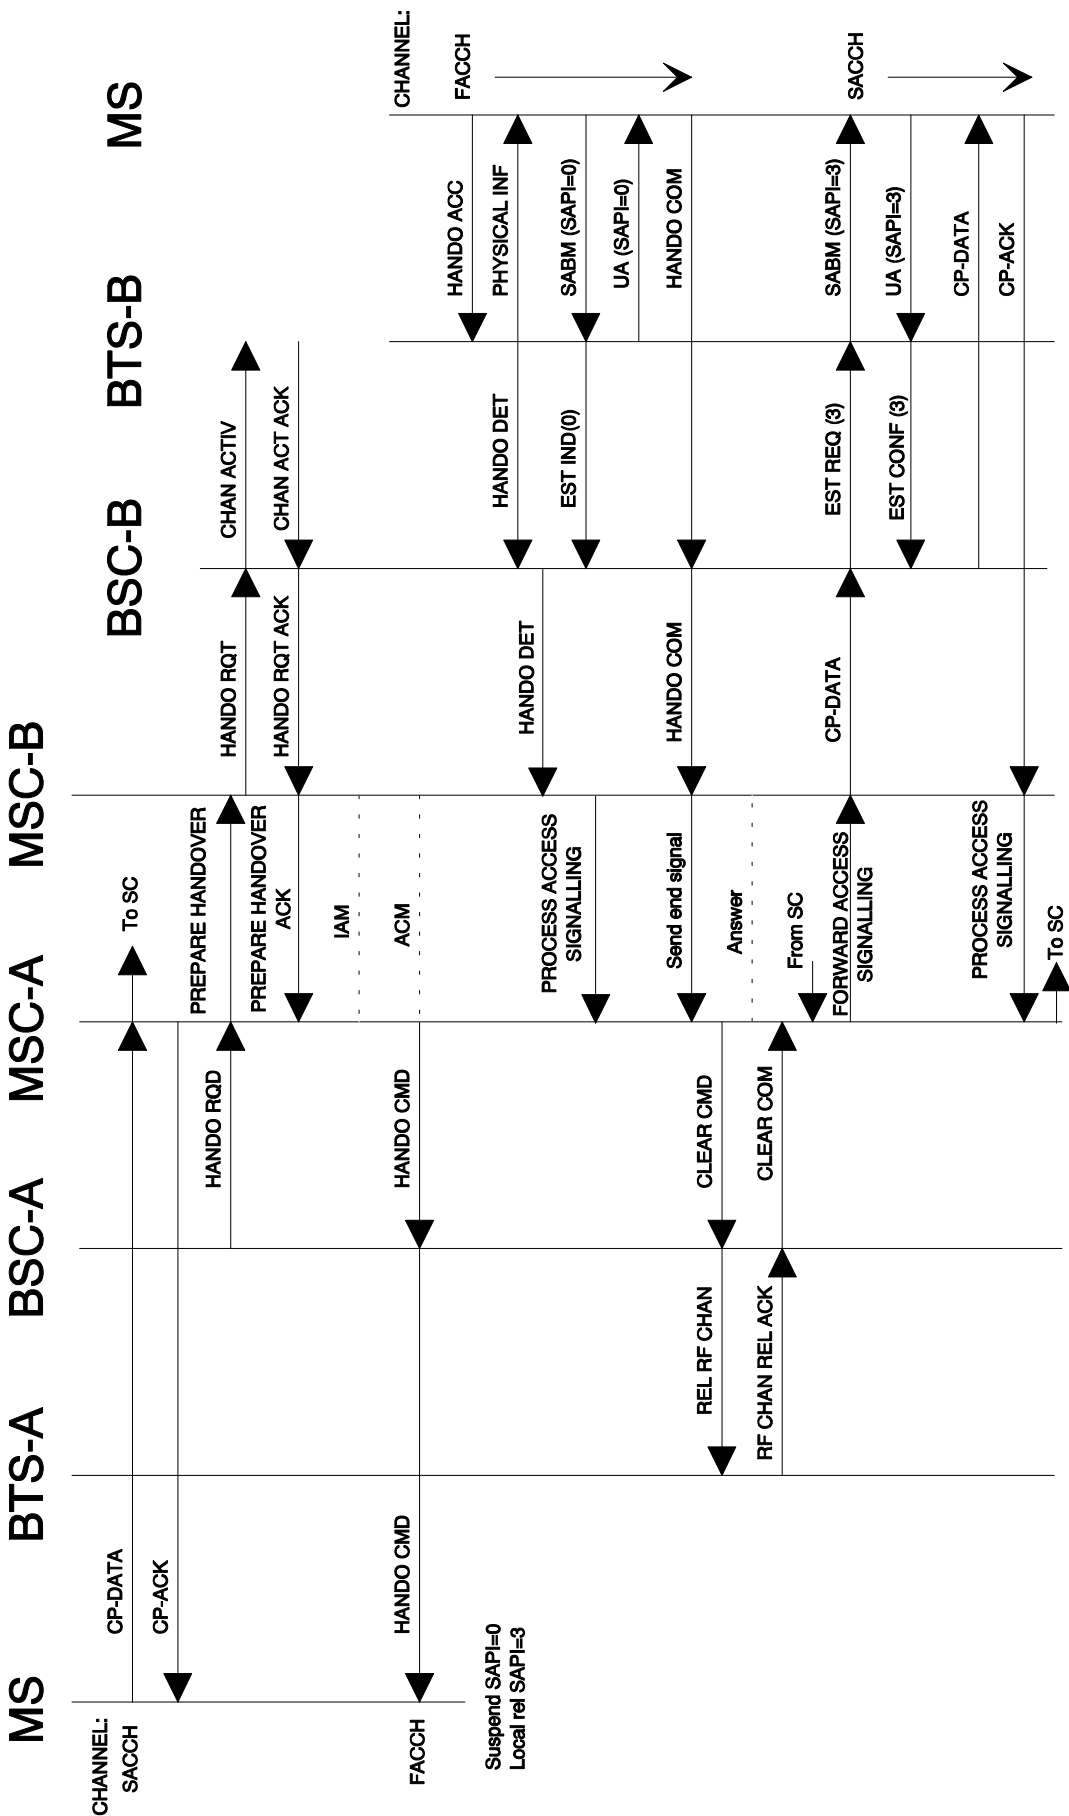 MS
BTS-A
BSC-A
MSC-A
MSC-B
BSC-B
BTS-B
MS
CHANNEL:
SACCH
CP-DATA
To SC
CP-ACK
HANDO RQD
PREPARE HANDOVER
HANDO RQT
CHAN ACTIV
PREPARE HANDOVER
ACK
HANDO RQT ACK
CHAN ACT ACK
IAM
ACM
FACCH
HANDO CMD
HANDO CMD
CHANNEL:
FACCH
HANDO ACC
Suspend SAPI=0
Local rel SAPI=3
HANDO DET
PHYSICAL INF
HANDO DET
PROCESS ACCESS
SIGNALLING
EST IND(0)
SABM (SAPI=0)
UA (SAPI=0)
Send end signal
HANDO COM
HANDO COM
REL RF CHAN
CLEAR CMD
Answer
RF CHAN REL ACK
CLEAR COM
From SC
FORWARD ACCESS
SIGNALLING
CP-DATA
EST REQ (3)
SABM (SAPI=3)
SACCH
EST CONF (3)
UA (SAPI=3)
CP-DATA
PROCESS ACCESS
SIGNALLING
CP-ACK
To SC